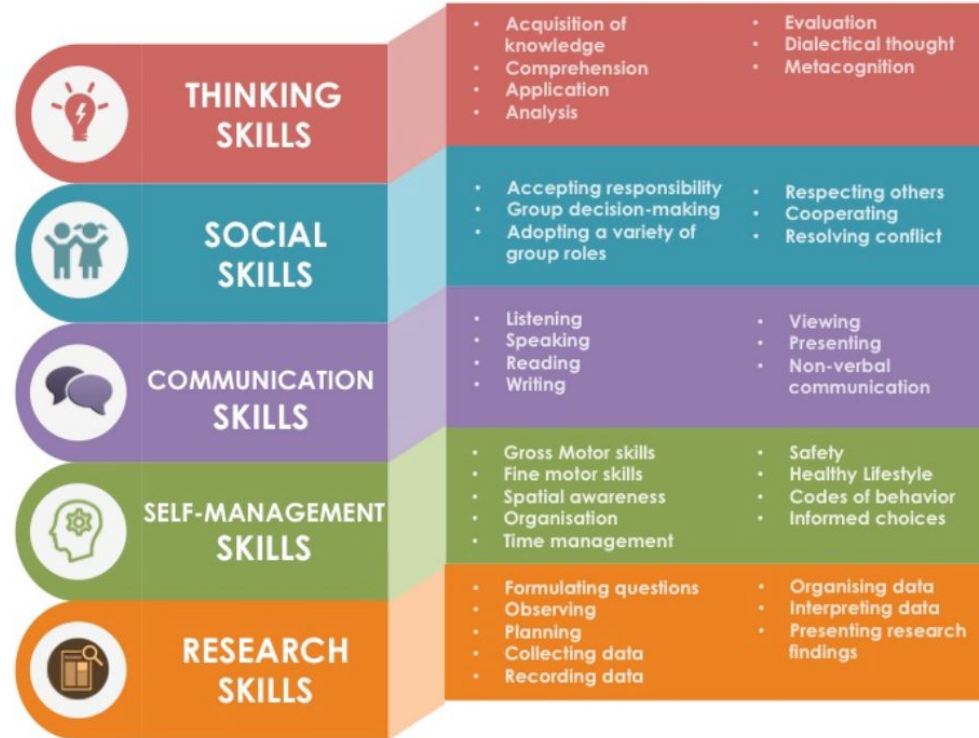 THINKING
SKILLS
• Acquisition of
knowledge
• Comprehension
• Application
• Analysis
• Evaluation
• Dialectical thought
• Metacognition
SOCIAL
SKILLS
• Accepting responsibility
• Group decision-making
• Adopting a variety of
group roles
• Respecting others
• Cooperating
• Resolving conflict
COMMUNICATION
SKILLS
• Listening
• Speaking
• Reading
• Writing
• Viewing
• Presenting
• Non-verbal
communication
SELF-MANAGEMENT
SKILLS
• Gross Motor skills
• Fine motor skills
• Spatial awareness
• Organisation
• Time management
• Safety
• Healthy Lifestyle
• Codes of behavior
• Informed choices
RESEARCH
SKILLS
• Formulating questions
• Observing
• Planning
• Collecting data
• Recording data
• Organising data
• Interpreting data
• Presenting research
findings